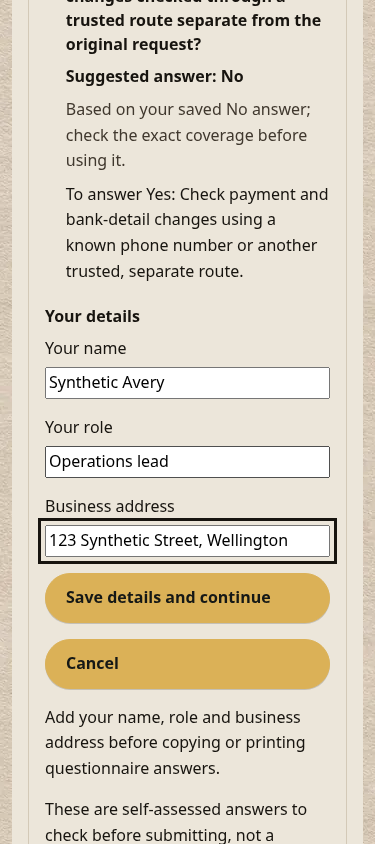 trusted route separate from the
original request?
Suggested answer: No
Based on your saved No answer;
check the exact coverage before
using it.
To answer Yes: Check payment and
bank-detail changes using a
known phone number or another
trusted, separate route.
Your details
Your name
Synthetic Avery
Your role
Operations lead
Business address
123 Synthetic Street, Wellington
Save details and continue
Cancel
Add your name, role and business
address before copying or printing
questionnaire answers.
These are self-assessed answers to
check before submitting, not a